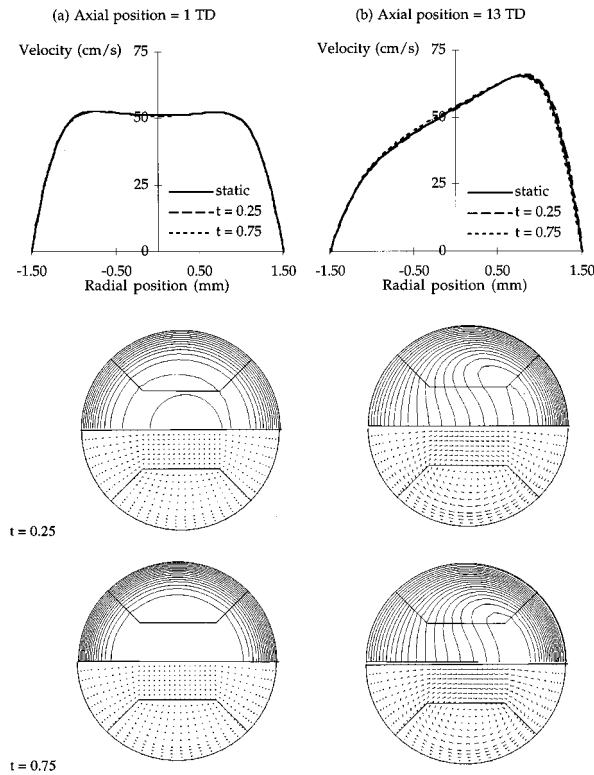 (a) Axial position = 1 TD
(b) Axial position = 13 TD
Velocity (cm/s)
75
50
25
0
static
t = 0.25
t = 0.75
-1.50
-0.50
0.50
1.50
Radial position (mm)
Velocity (cm/s)
75
50
25
0
static
t = 0.25
t = 0.75
-1.50
-0.50
0.50
1.50
Radial position (mm)
t = 0.25
t = 0.75